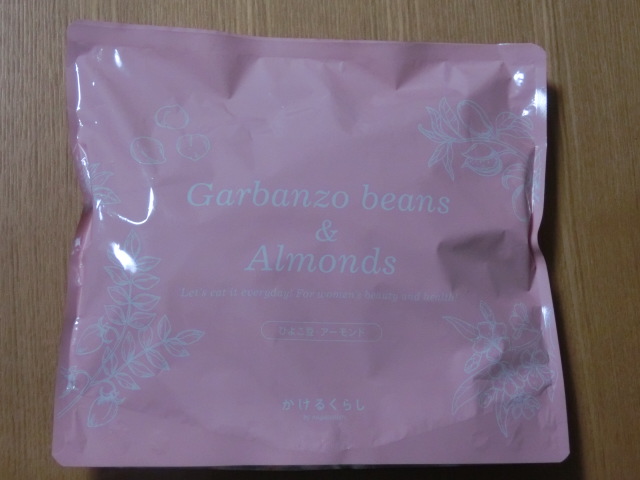 Garbanzo beans
&
Almonds
"Let's eat it everyday! For woman's beauty and health"
ひよこ豆 アーモンド
かけるくらし